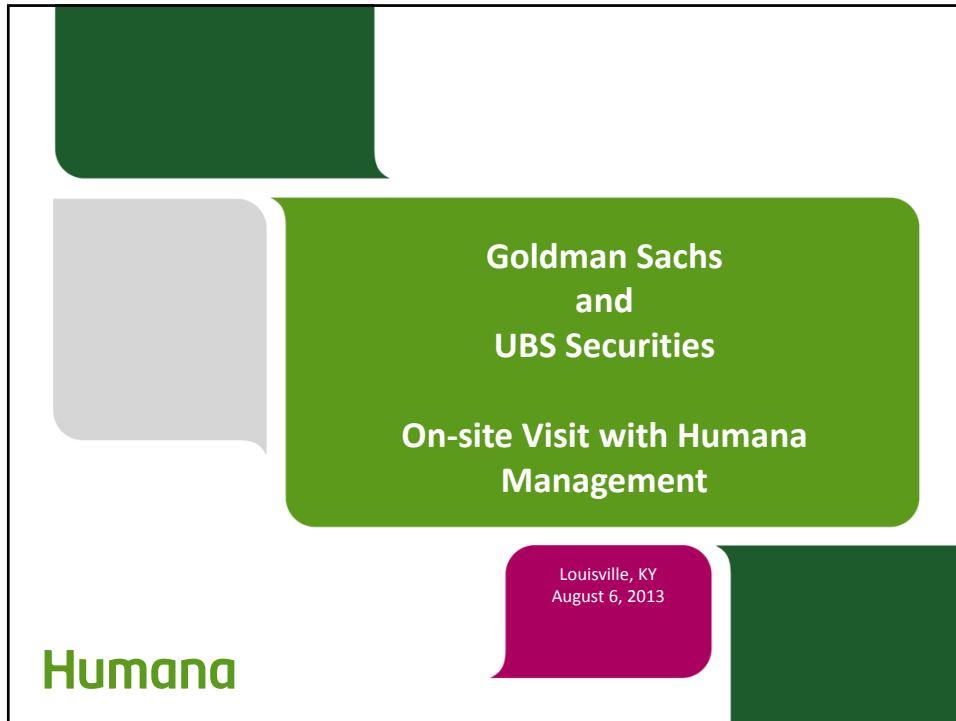 Goldman Sachs
and
UBS Securities
On-site Visit with Humana
Management
Louisville, KY
August 6, 2013
Humana